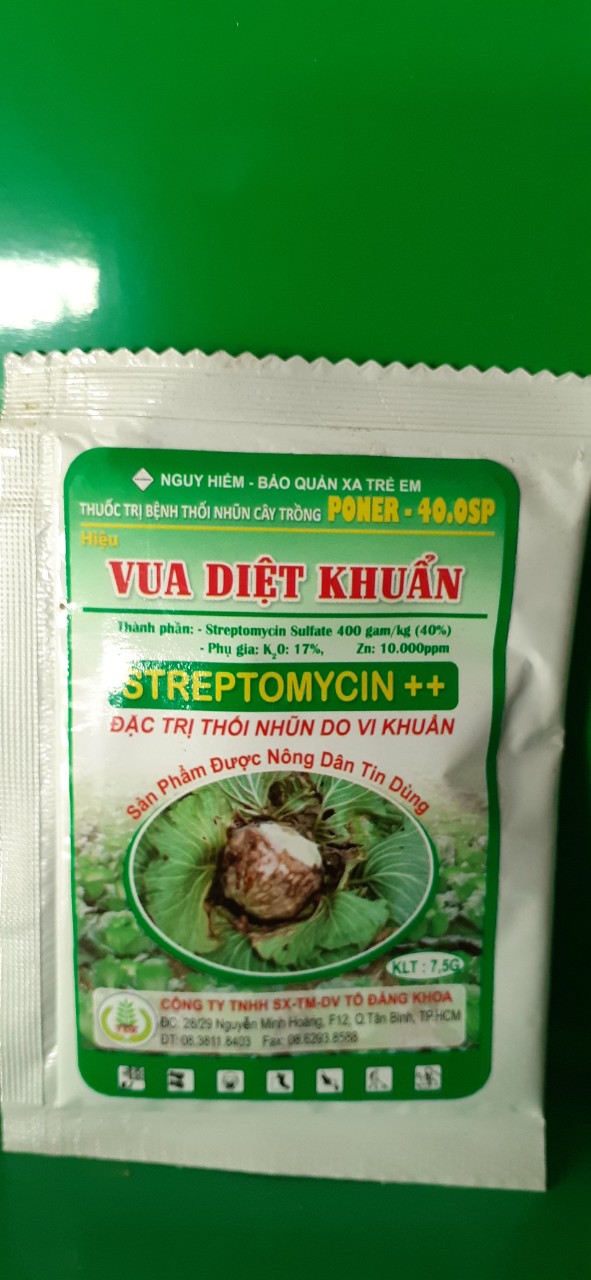 NGUY HIỂM - BẢO QUẢN XA TRẺ EM
THUỐC TRỊ BỆNH THỐI NHŨN CÂY TRỒNG PONER - 40.0SP
Hiệu
VUA DIỆT KHUẨN
Thành phần: - Streptomycin Sulfate 400 gam/kg (40%)
- Phụ gia: K₂0: 17%, Zn: 10.000ppm
STREPTOMYCIN ++
ĐẶC TRỊ THỐI NHŨN DO VI KHUẨN
Sản Phẩm Được Nông Dân Tin Dùng
KLT : 7,5G
CÔNG TY TNHH SX-TM-DV TÔ ĐĂNG KHOA
ĐC: 28/29 Nguyễn Minh Hoàng, F12, Q.Tân Bình, TP.HCM
ĐT: 08.3811.8403 Fax: 08.6293.8588